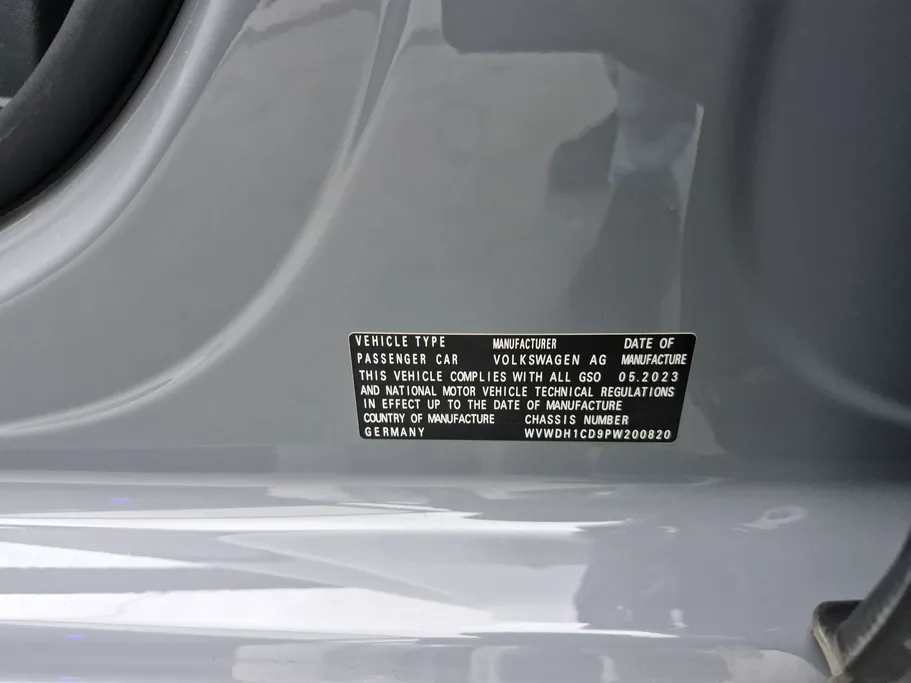 VEHICLE TYPE MANUFACTURER DATE OF
PASSENGER CAR VOLKSWAGEN AG MANUFACTURE
THIS VEHICLE COMPLIES WITH ALL GSO 05.2023
AND NATIONAL MOTOR VEHICLE TECHNICAL REGULATIONS
IN EFFECT UP TO THE DATE OF MANUFACTURE
COUNTRY OF MANUFACTURE CHASSIS NUMBER
GERMANY WVWDH1CD9PW200820